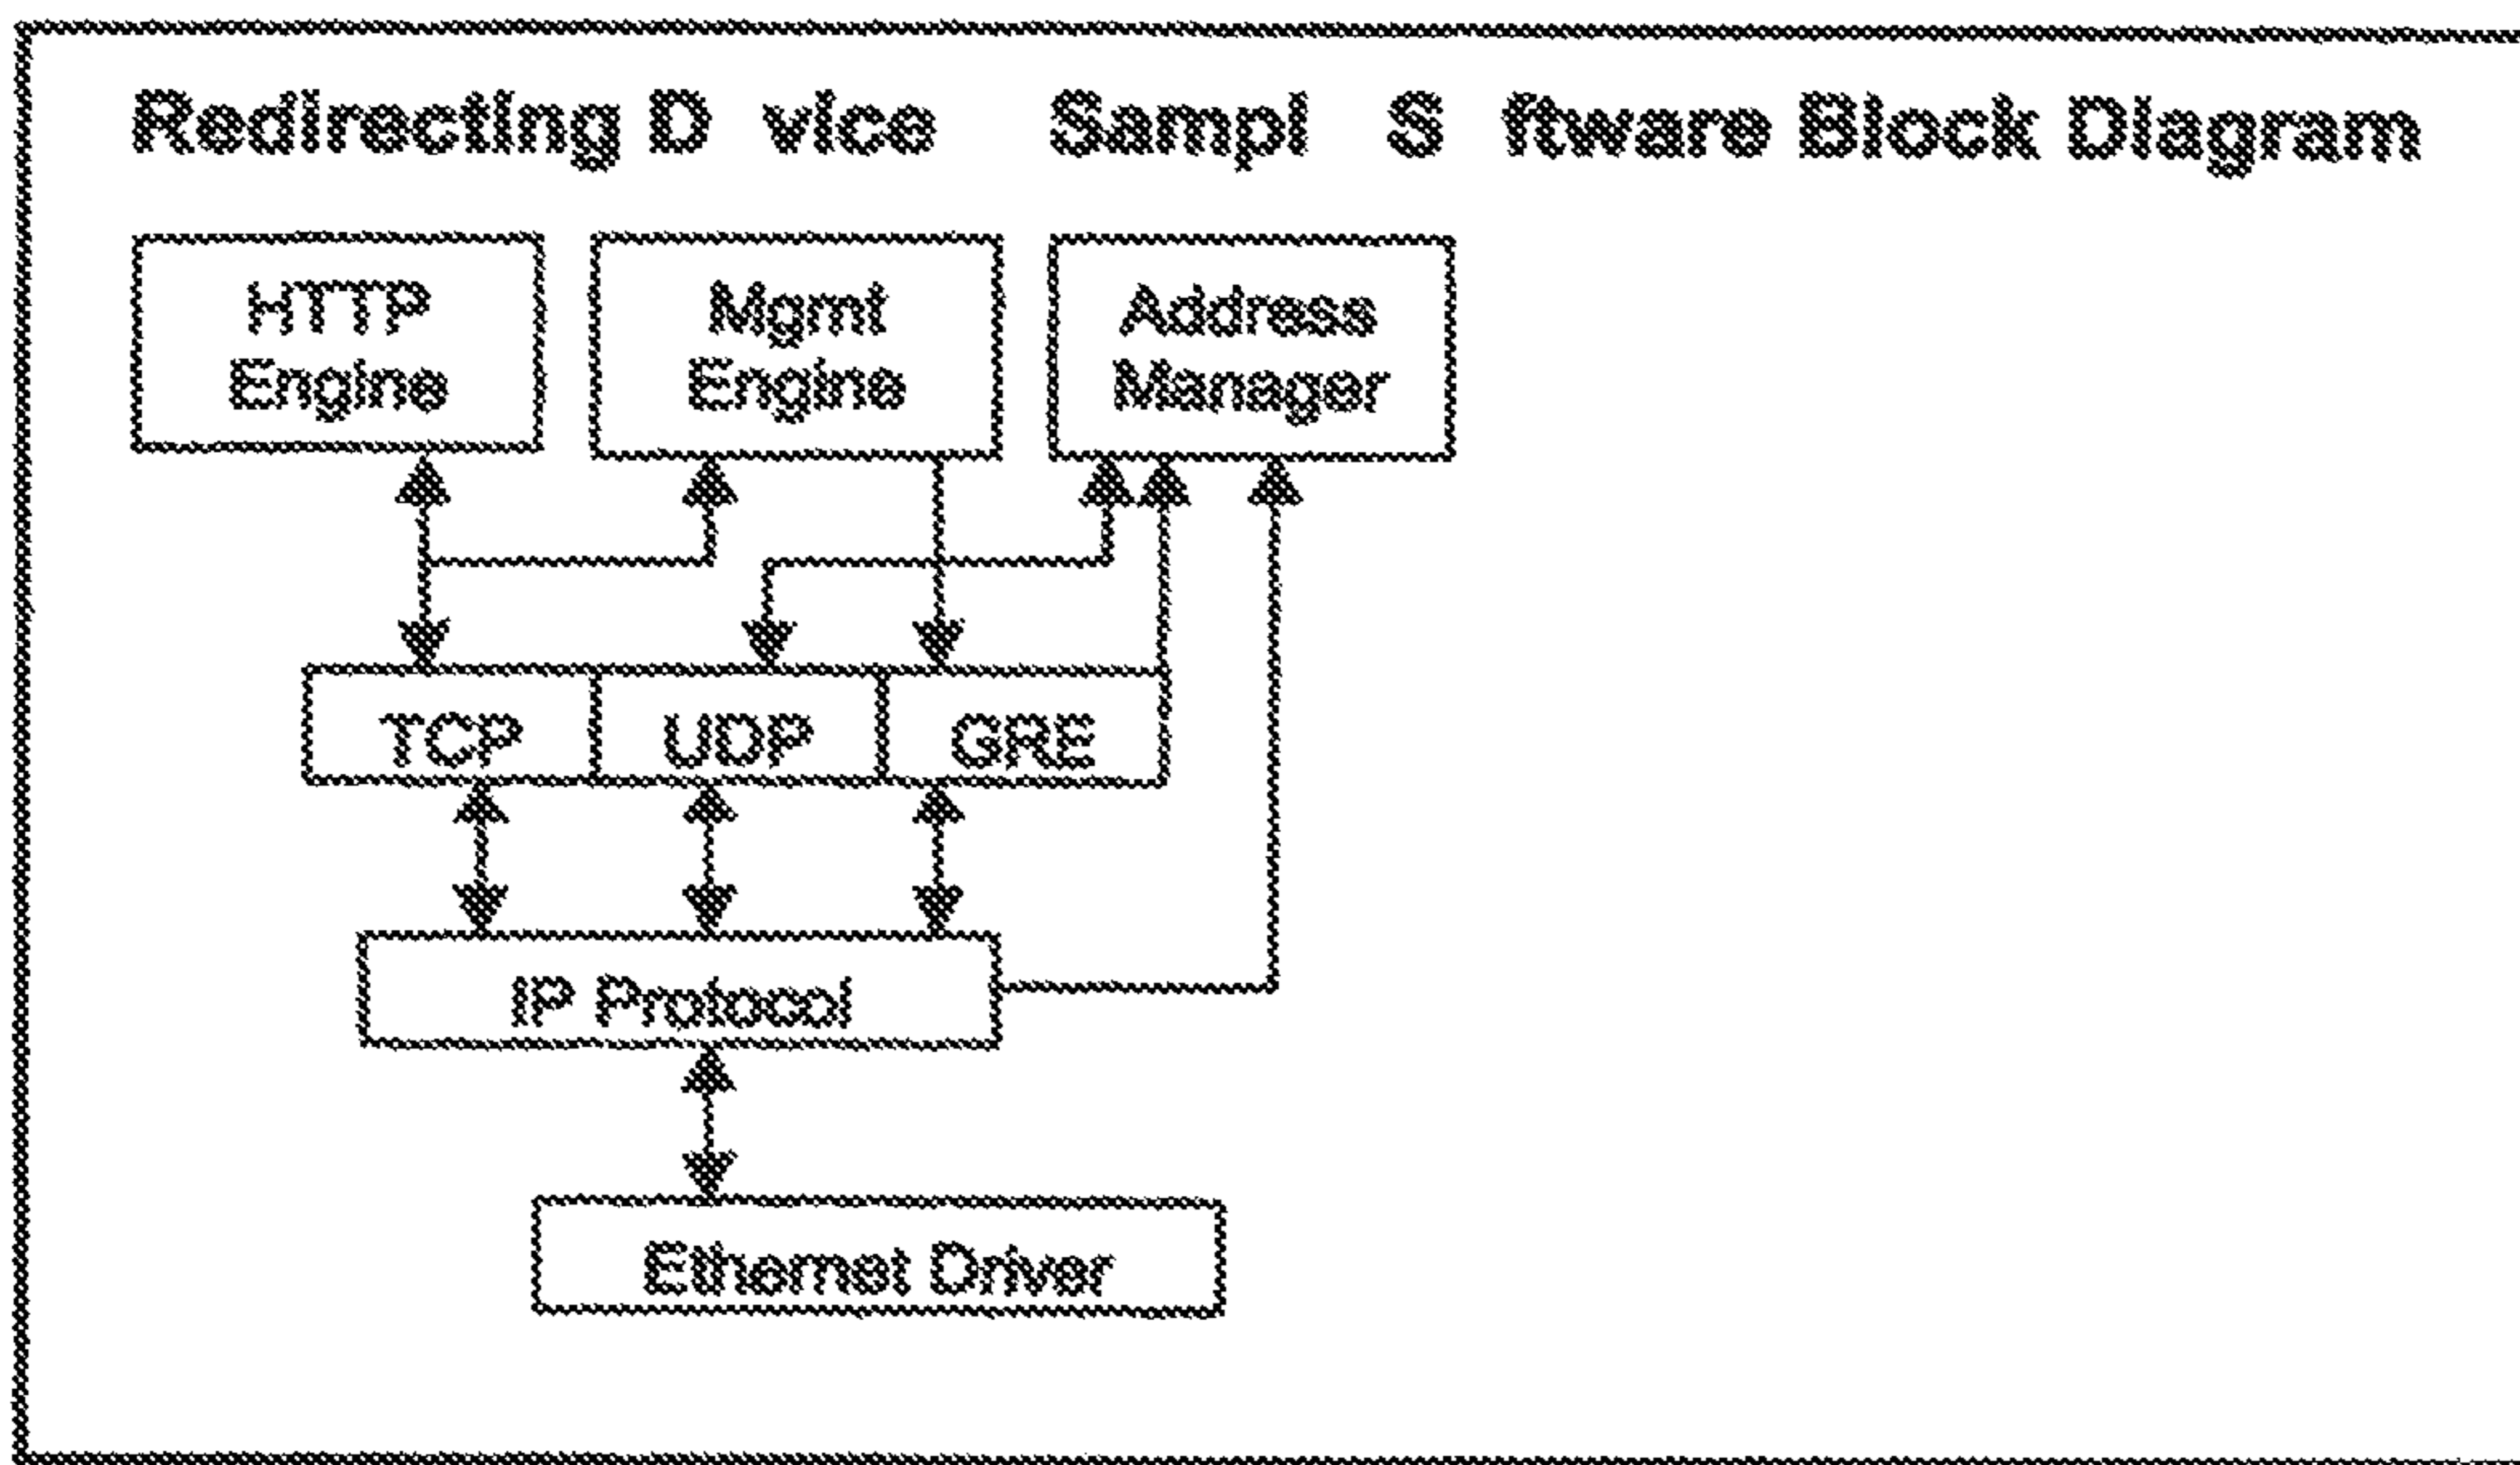 Redirecting D vice Sampl S ftware Block Diagram
HTTP
Engine
Mgmt
Engine
Address
Manager
TCP
UDP
GRE
IP Protocol
Ethernet Driver